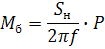 Mб = Sн / 2πf · P